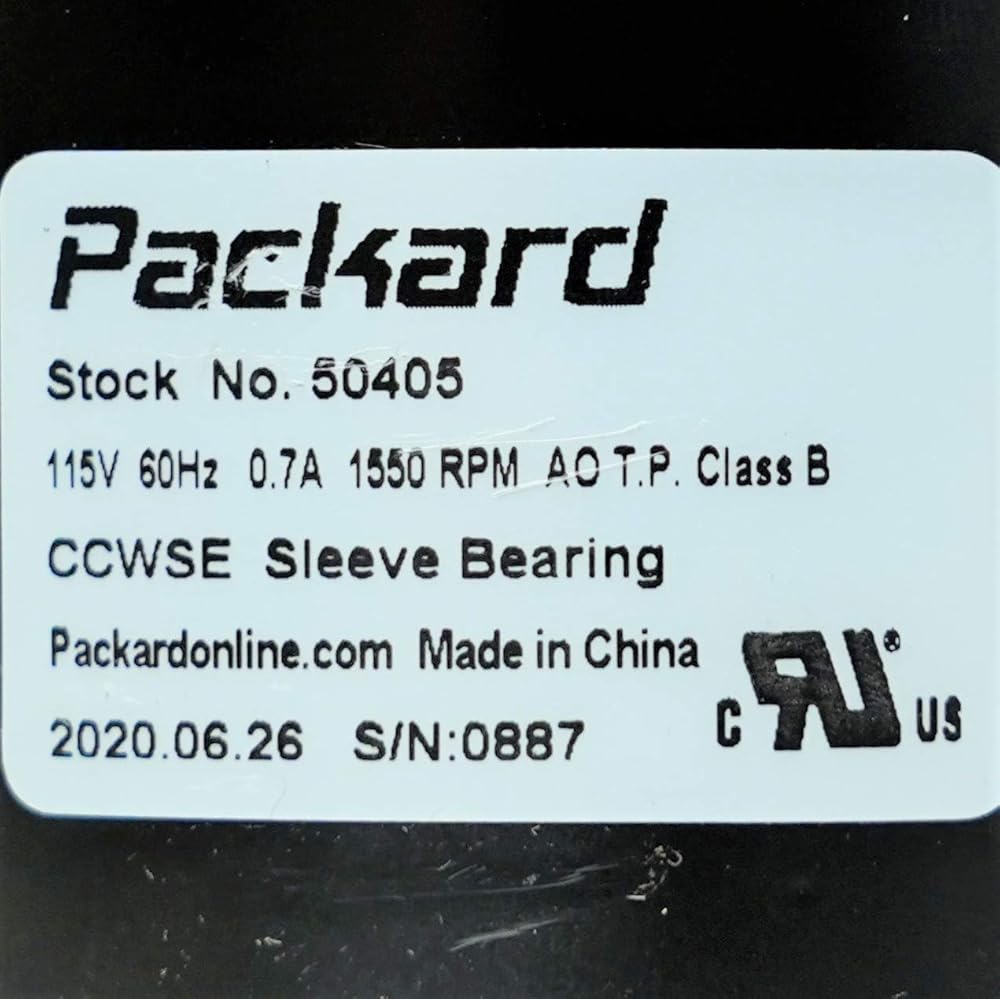 Packard
Stock No. 50405
115V 60Hz 0.7A 1550 RPM AO T.P. Class B
CCWSE Sleeve Bearing
Packardonline.com Made in China
2020.06.26 S/N:0887
C RU® US